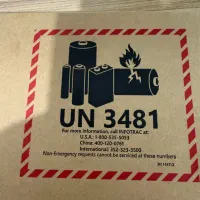 UN 3481
For more information, call INFOTRAC at:
U.S.A.: 1-800-535-5053
China: 400-120-0761
International: 352-323-3500
Non-Emergency requests cannot be serviced at these numbers